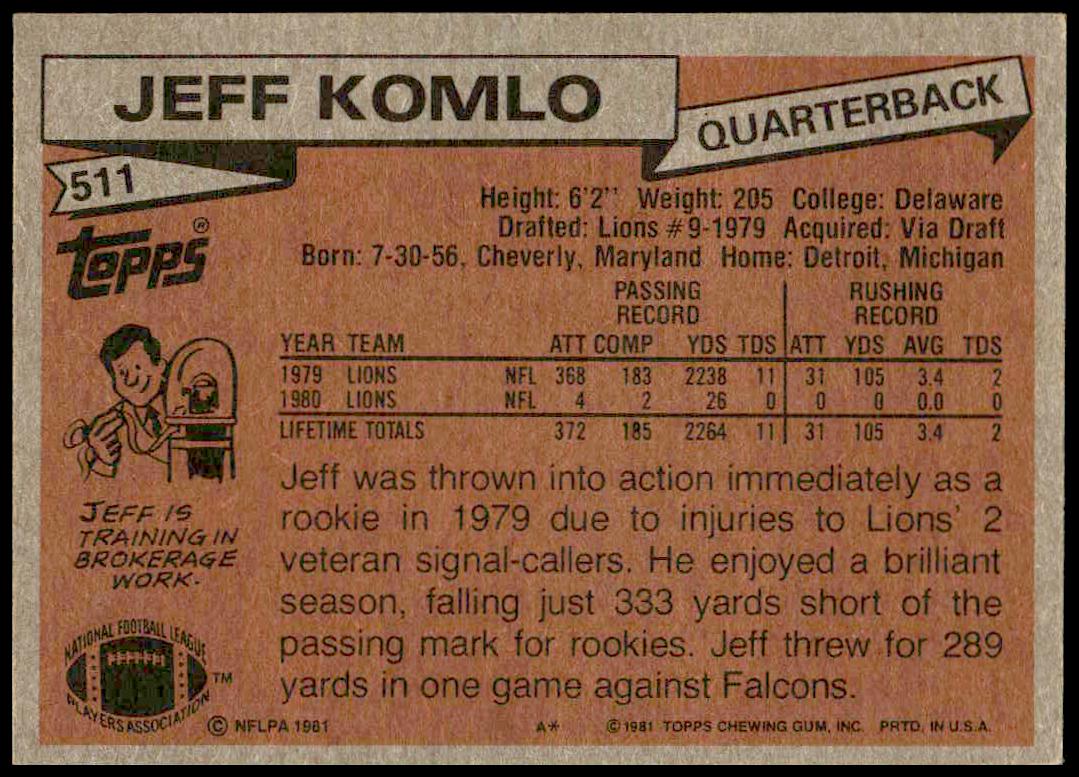 JEFF KOMLO
QUARTERBACK
511
TOPPS®
Height: 6'2'' Weight: 205 College: Delaware
Drafted: Lions #9-1979 Acquired: Via Draft
Born: 7-30-56, Cheverly, Maryland Home: Detroit, Michigan
PASSING RECORD RUSHING RECORD
YEAR TEAM ATT COMP YDS TDS ATT YDS AVG TDS
1979 LIONS NFL 368 183 2238 11 31 105 3.4 2
1980 LIONS NFL 4 2 26 0 0 0 0.0 0
LIFETIME TOTALS 372 185 2264 11 31 105 3.4 2
JEFF IS
TRAINING IN
BROKERAGE
WORK.
Jeff was thrown into action immediately as a
rookie in 1979 due to injuries to Lions' 2
veteran signal-callers. He enjoyed a brilliant
season, falling just 333 yards short of the
passing mark for rookies. Jeff threw for 289
yards in one game against Falcons.
NATIONAL FOOTBALL LEAGUE
PLAYERS ASSOCIATION
TM
© NFLPA 1981 A* ©1981 TOPPS CHEWING GUM, INC. PRTD. IN U.S.A.